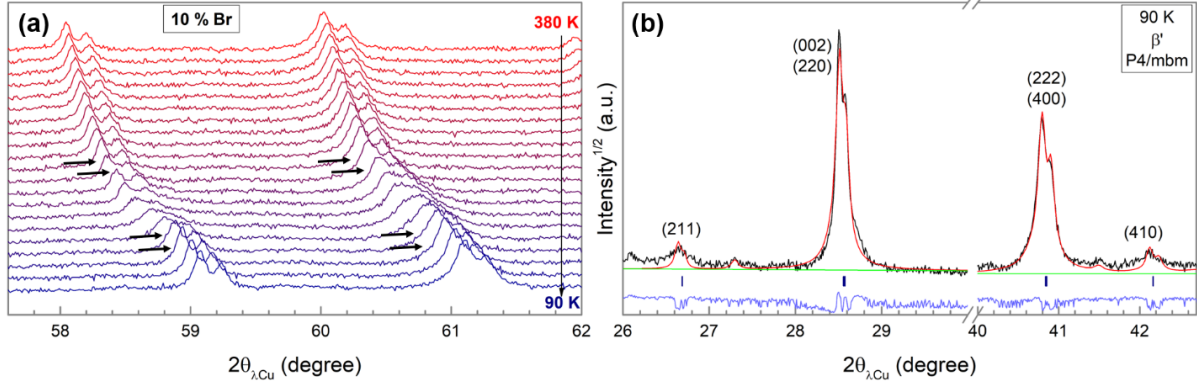 (a)
10 % Br
380 K
90 K
58
59
60
61
62
2θλCu (degree)
(b)
Intensity1/2 (a.u.)
(002)
(220)
(211)
(222)
(400)
(410)
90 K
β'
P4/mbm
26
27
28
29
40
41
42
2θλCu (degree)